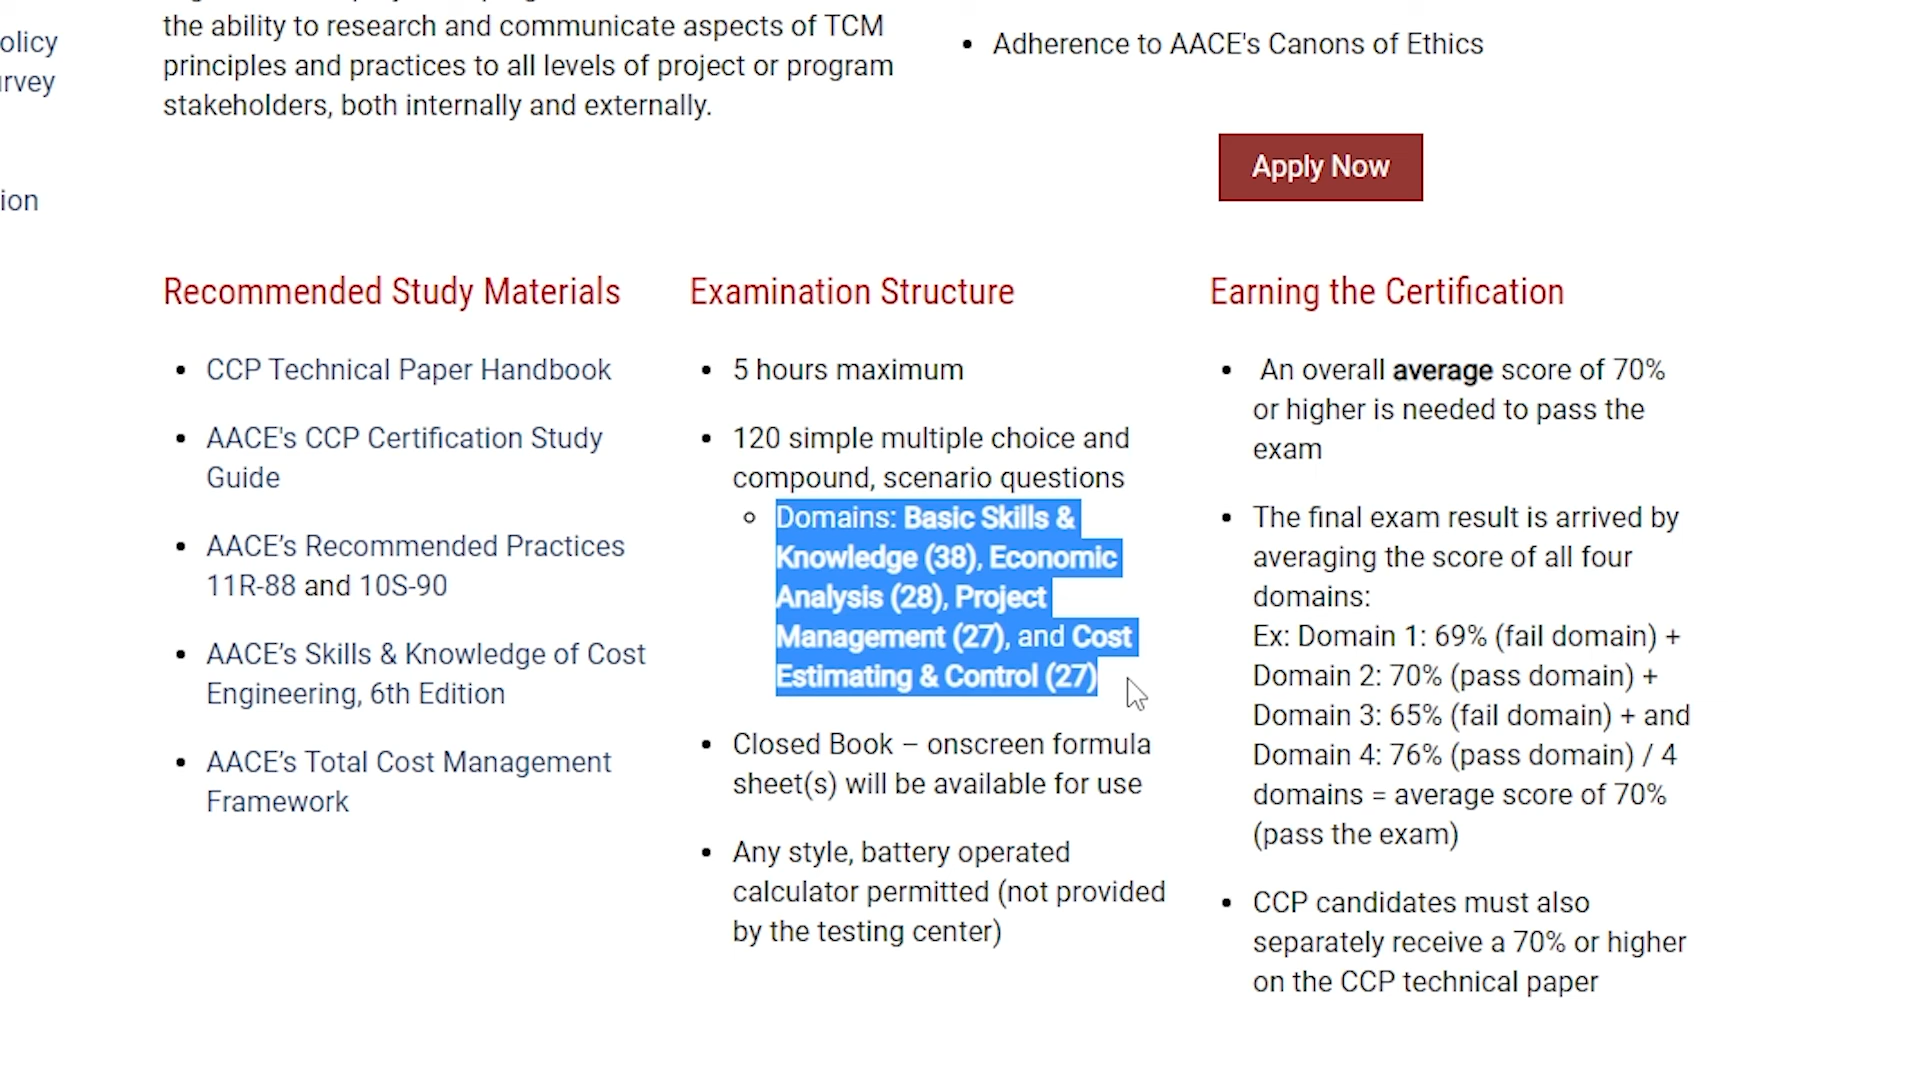 the ability to research and communicate aspects of TCM
principles and practices to all levels of project or program
stakeholders, both internally and externally.
• Adherence to AACE's Canons of Ethics
Apply Now
olicy
urvey
ion
Recommended Study Materials
• CCP Technical Paper Handbook
• AACE's CCP Certification Study
Guide
• AACE’s Recommended Practices
11R-88 and 10S-90
• AACE’s Skills & Knowledge of Cost
Engineering, 6th Edition
• AACE’s Total Cost Management
Framework
Examination Structure
• 5 hours maximum
• 120 simple multiple choice and
compound, scenario questions
Domains: Basic Skills &
Knowledge (38), Economic
Analysis (28), Project
Management (27), and Cost
Estimating & Control (27)
• Closed Book – onscreen formula
sheet(s) will be available for use
• Any style, battery operated
calculator permitted (not provided
by the testing center)
Earning the Certification
• An overall average score of 70%
or higher is needed to pass the
exam
• The final exam result is arrived by
averaging the score of all four
domains:
Ex: Domain 1: 69% (fail domain) +
Domain 2: 70% (pass domain) +
Domain 3: 65% (fail domain) + and
Domain 4: 76% (pass domain) / 4
domains = average score of 70%
(pass the exam)
• CCP candidates must also
separately receive a 70% or higher
on the CCP technical paper